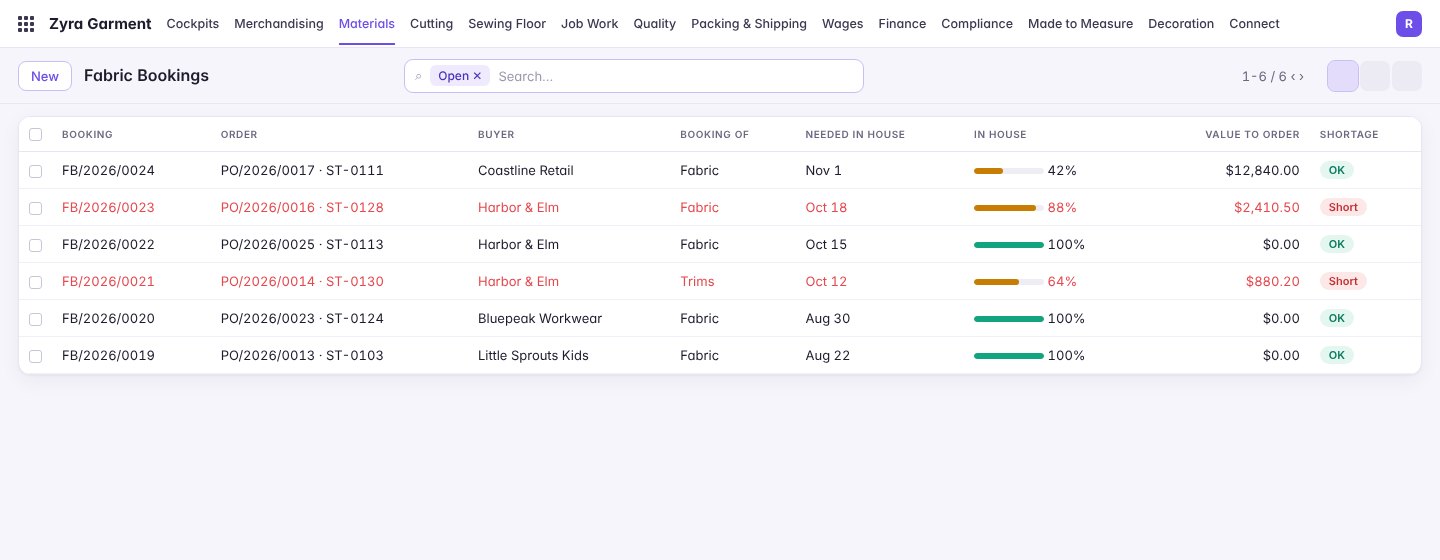 Zyra Garment Cockpits Merchandising Materials Cutting Sewing Floor Job Work Quality Packing & Shipping Wages Finance Compliance Made to Measure Decoration Connect R
New Fabric Bookings Open ✕ Search... 1-6 / 6 ‹ ›
BOOKING ORDER BUYER BOOKING OF NEEDED IN HOUSE IN HOUSE VALUE TO ORDER SHORTAGE
FB/2026/0024 PO/2026/0017 · ST-0111 Coastline Retail Fabric Nov 1 42% $12,840.00 OK
FB/2026/0023 PO/2026/0016 · ST-0128 Harbor & Elm Fabric Oct 18 88% $2,410.50 Short
FB/2026/0022 PO/2026/0025 · ST-0113 Harbor & Elm Fabric Oct 15 100% $0.00 OK
FB/2026/0021 PO/2026/0014 · ST-0130 Harbor & Elm Trims Oct 12 64% $880.20 Short
FB/2026/0020 PO/2026/0023 · ST-0124 Bluepeak Workwear Fabric Aug 30 100% $0.00 OK
FB/2026/0019 PO/2026/0013 · ST-0103 Little Sprouts Kids Fabric Aug 22 100% $0.00 OK